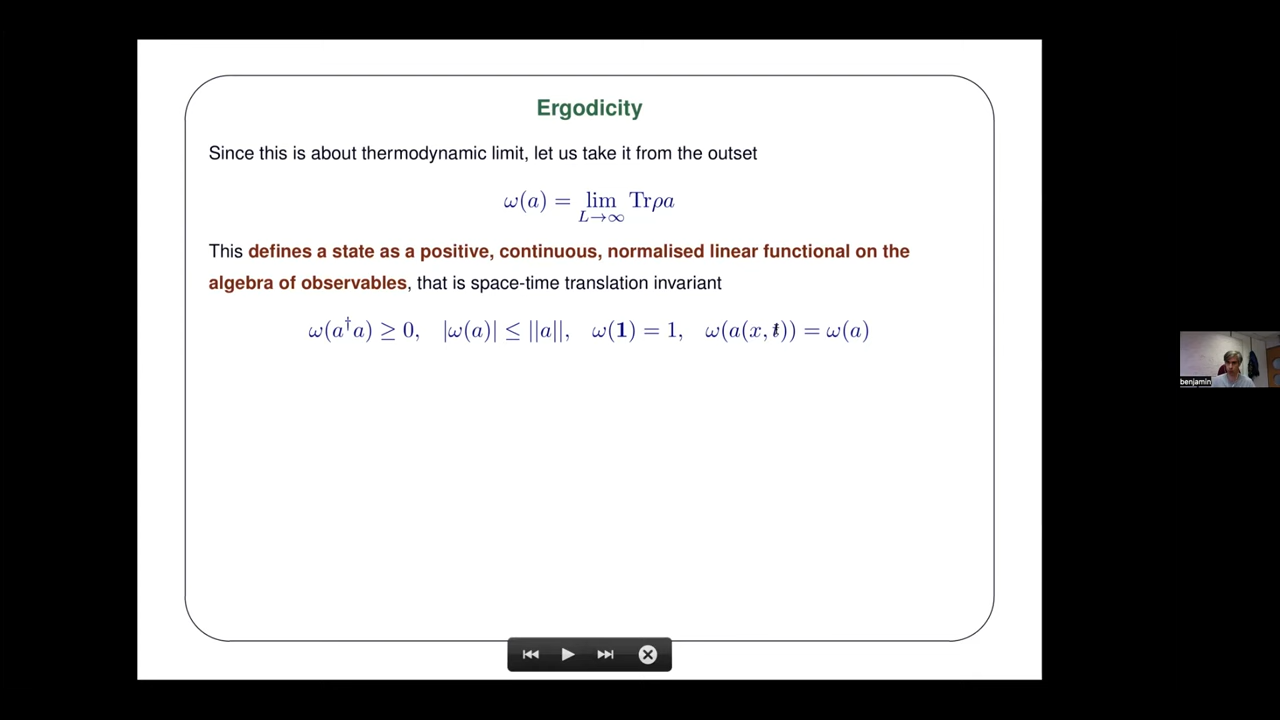 Ergodicity
Since this is about thermodynamic limit, let us take it from the outset
ω(a) = lim_{L→∞} Trρa
This defines a state as a positive, continuous, normalised linear functional on the
algebra of observables, that is space-time translation invariant
ω(a†a) ≥ 0, |ω(a)| ≤ ||a||, ω(1) = 1, ω(a(x, t)) = ω(a)
benjamin